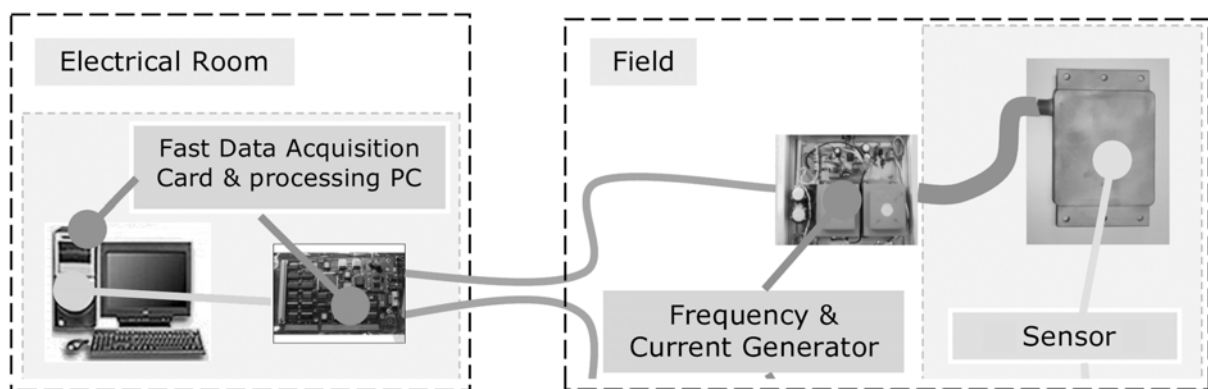 Electrical Room
Fast Data Acquisition
Card & processing PC
Field
Frequency &
Current Generator
Sensor